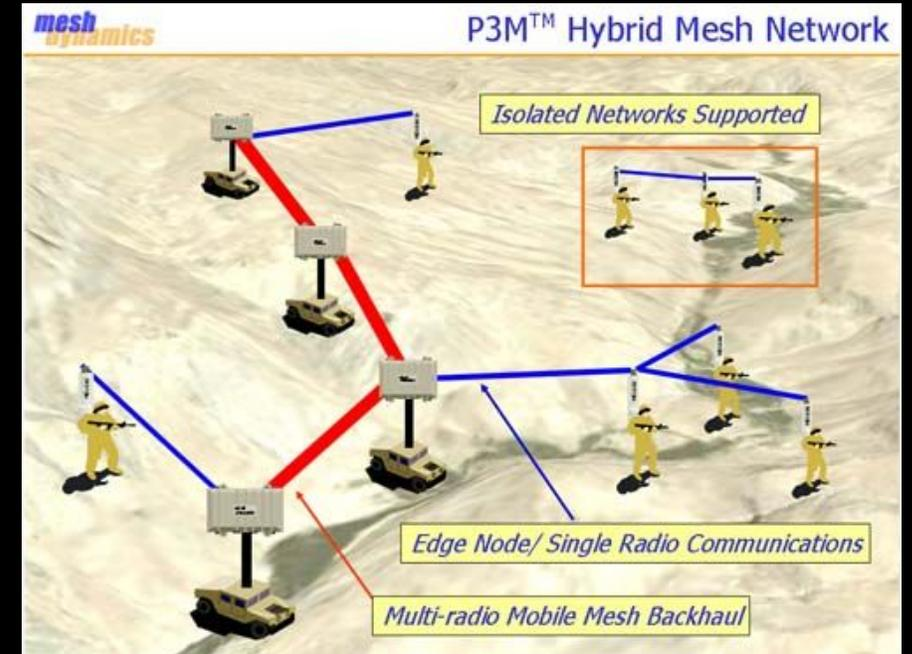 mesh
dynamics
P3M™ Hybrid Mesh Network
Isolated Networks Supported
Edge Node/ Single Radio Communications
Multi-radio Mobile Mesh Backhaul